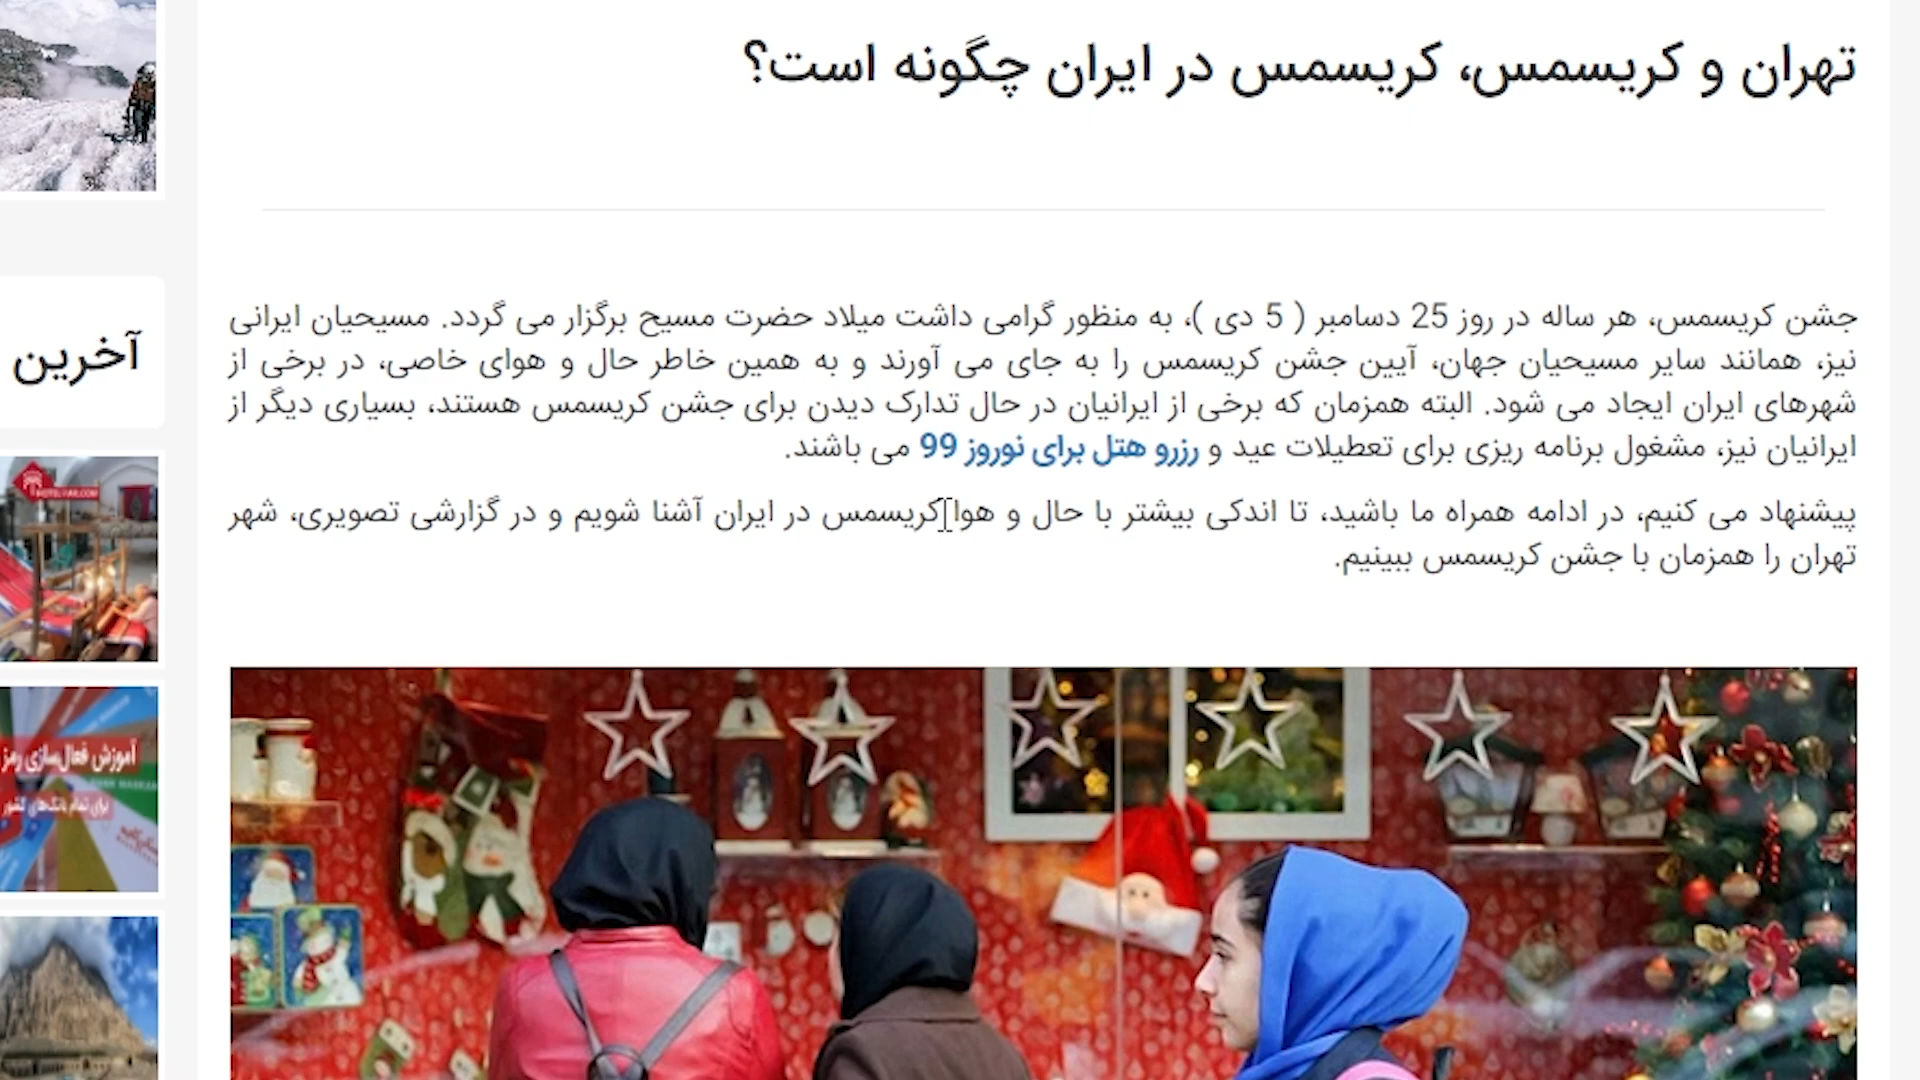 تهران و کریسمس، کریسمس در ایران چگونه است؟
جشن کریسمس، هر ساله در روز 25 دسامبر ( 5 دی )، به منظور گرامی داشت میلاد حضرت مسیح برگزار می گردد. مسیحیان ایرانی
نیز، همانند سایر مسیحیان جهان، آیین جشن کریسمس را به جای می آورند و به همین خاطر حال و هوای خاصی، در برخی از
شهرهای ایران ایجاد می شود. البته همزمان که برخی از ایرانیان در حال تدارک دیدن برای جشن کریسمس هستند، بسیاری دیگر از
ایرانیان نیز، مشغول برنامه ریزی برای تعطیلات عید و رزرو هتل برای نوروز 99 می باشند.
پیشنهاد می کنیم، در ادامه همراه ما باشید، تا اندکی بیشتر با حال و هوا کریسمس در ایران آشنا شویم و در گزارشی تصویری، شهر
تهران را همزمان با جشن کریسمس ببینیم.
آخرین
آموزش فعال‌سازی رمز
برای تمام بانک‌های کشور